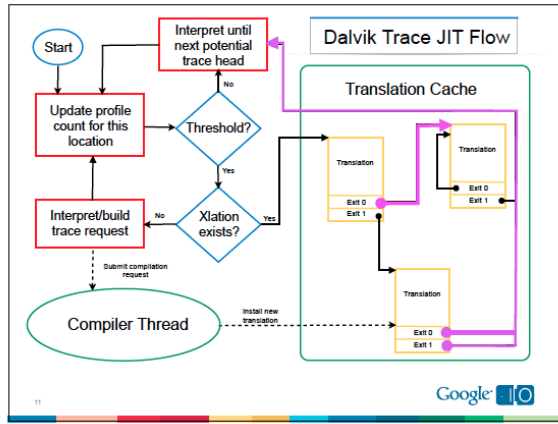 Dalvik Trace JIT Flow
Start
Interpret until
next potential
trace head
Translation Cache
No
Update profile
count for this
location
Threshold?
Translation
Translation
Yes
Exit 0
Exit 1
Exit 0
Exit 1
Interpret/build
trace request
No
Xlation
exists?
Yes
Submit compilation
request
Translation
Compiler Thread
Install new
translation
Exit 0
Exit 1
11
Google IO